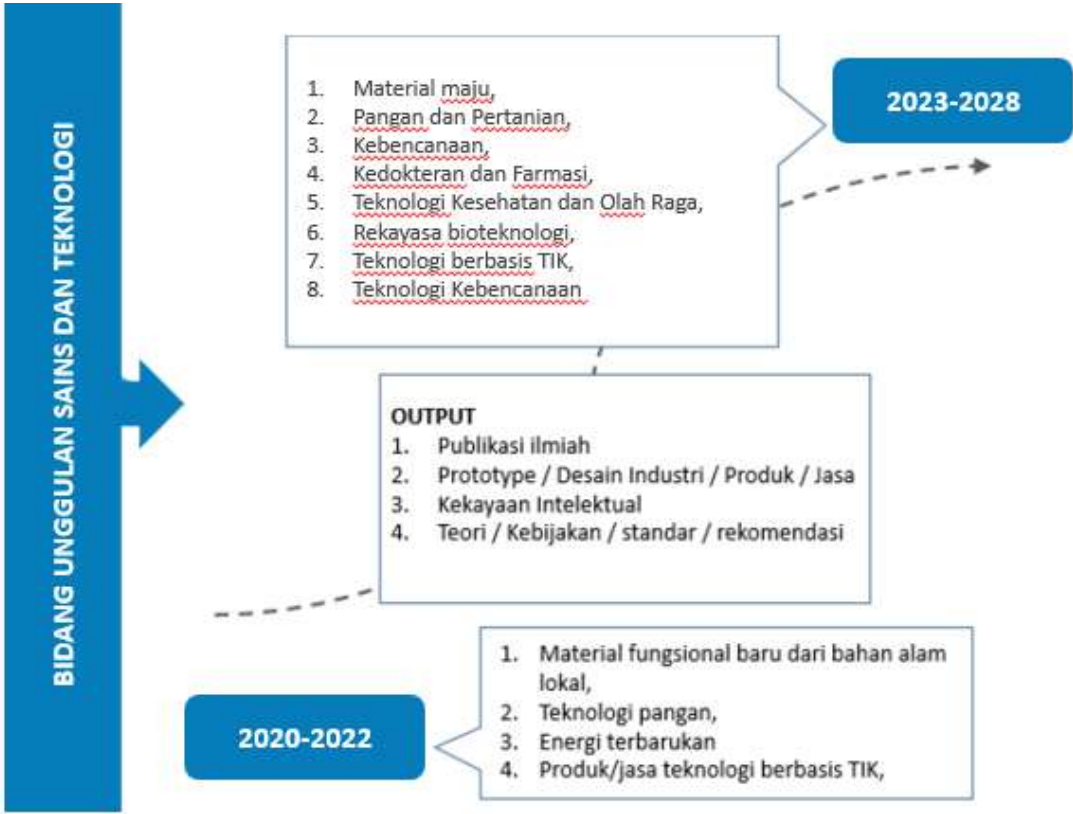 BIDANG UNGGULAN SAINS DAN TEKNOLOGI
1. Material maju,
2. Pangan dan Pertanian,
3. Kebencanaan,
4. Kedokteran dan Farmasi,
5. Teknologi Kesehatan dan Olah Raga,
6. Rekayasa bioteknologi,
7. Teknologi berbasis TIK,
8. Teknologi Kebencanaan
2023-2028
OUTPUT
1. Publikasi ilmiah
2. Prototype / Desain Industri / Produk / Jasa
3. Kekayaan Intelektual
4. Teori / Kebijakan / standar / rekomendasi
2020-2022
1. Material fungsional baru dari bahan alam
lokal,
2. Teknologi pangan,
3. Energi terbarukan
4. Produk/jasa teknologi berbasis TIK,